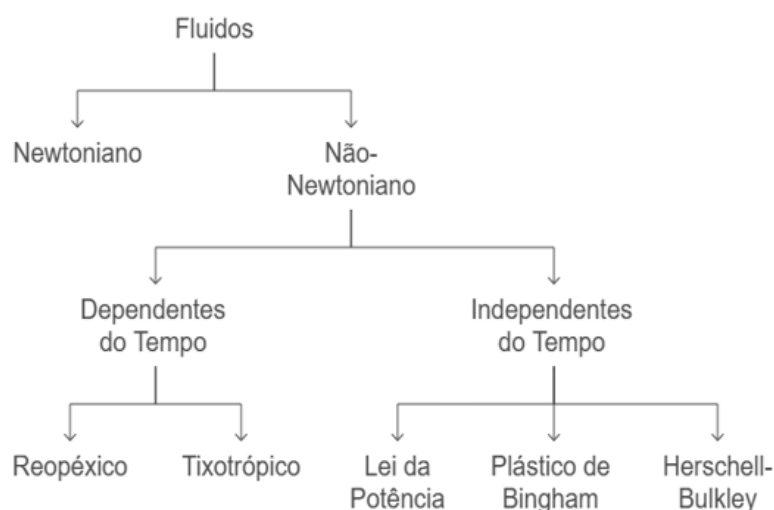 Fluidos
Newtoniano
Não-
Newtoniano
Dependentes
do Tempo
Independentes
do Tempo
Reopéxico
Tixotrópico
Lei da
Potência
Plástico de
Bingham
Herschell-
Bulkley